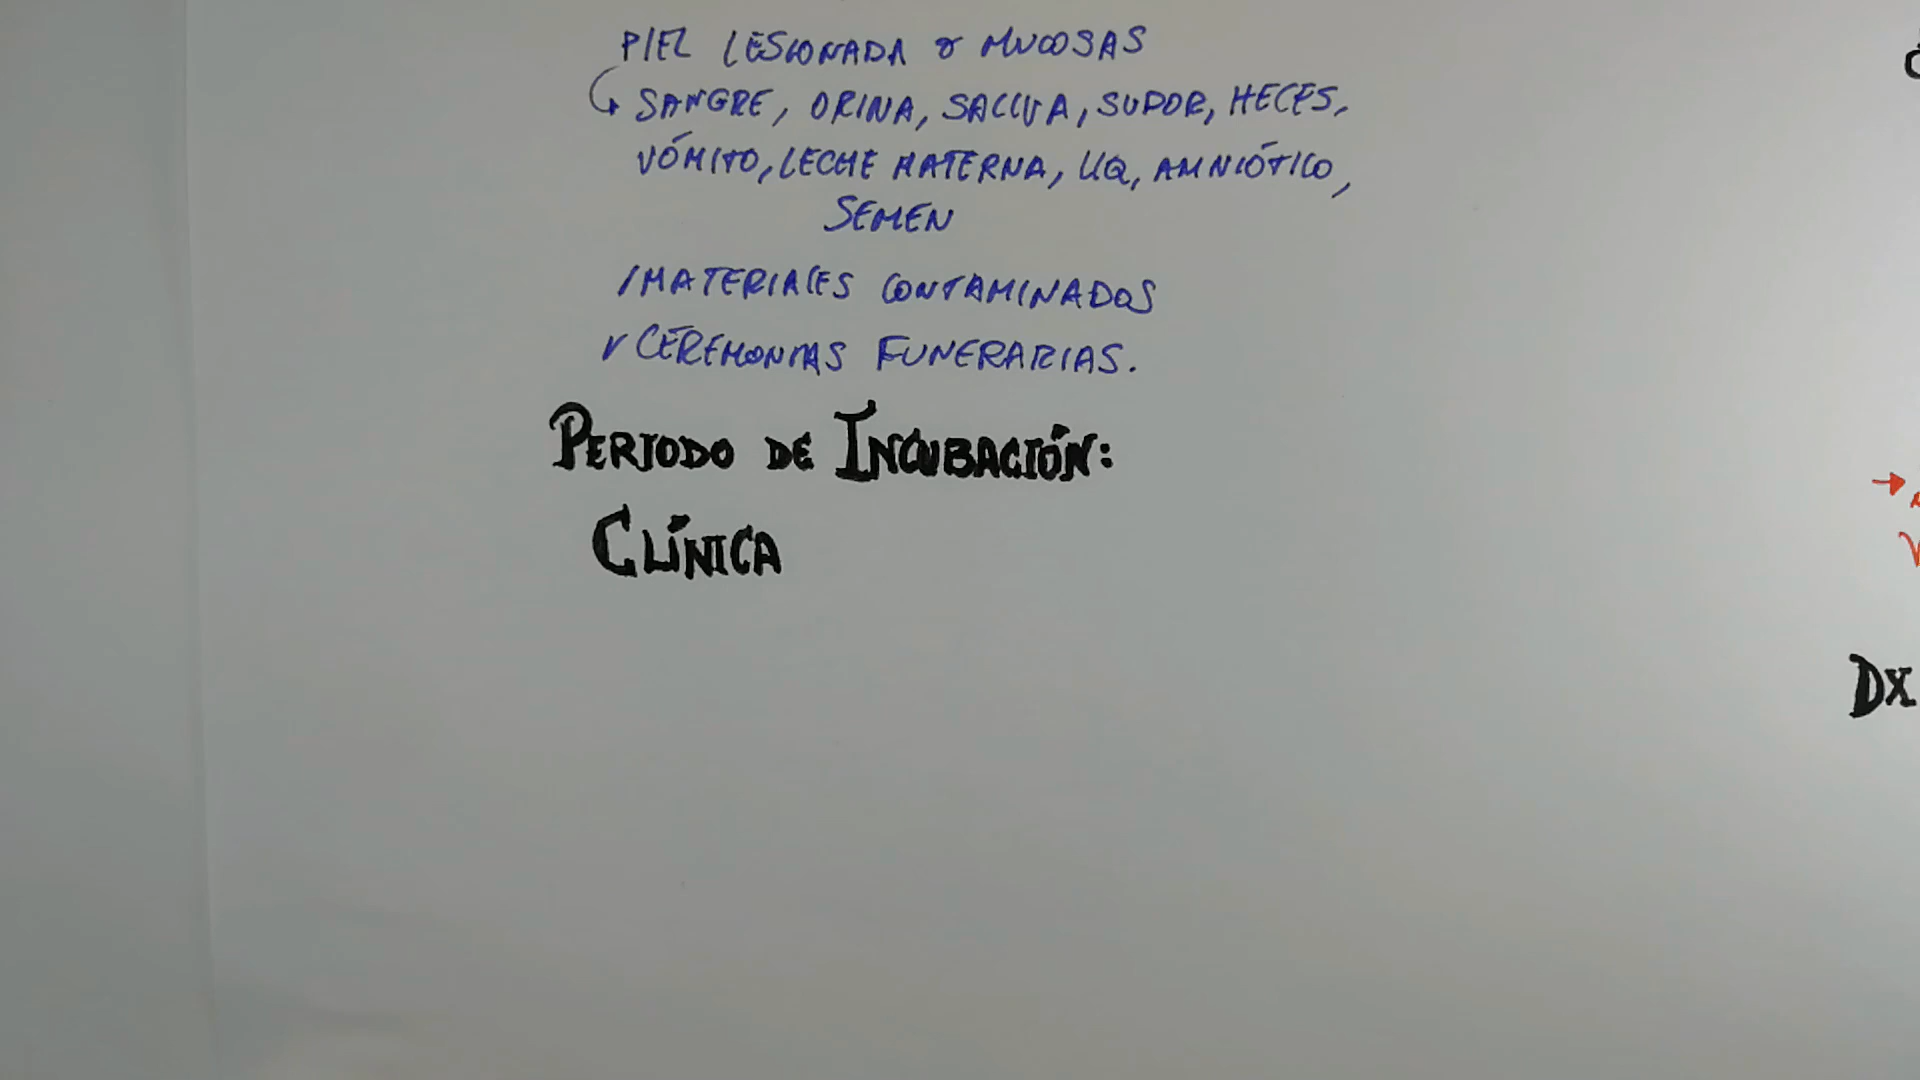 PIEL LESIONADA O MUCOSAS
SANGRE, ORINA, SALIVA, SUDOR, HECES,
VÓMITO, LECHE MATERNA, LIQ, AMNIÓTICO,
SEMEN
/MATERIALES CONTAMINADOS
✓ CEREMONIAS FUNERARIAS.
PERIODO DE INCUBACIÓN:
CLÍNICA
DX